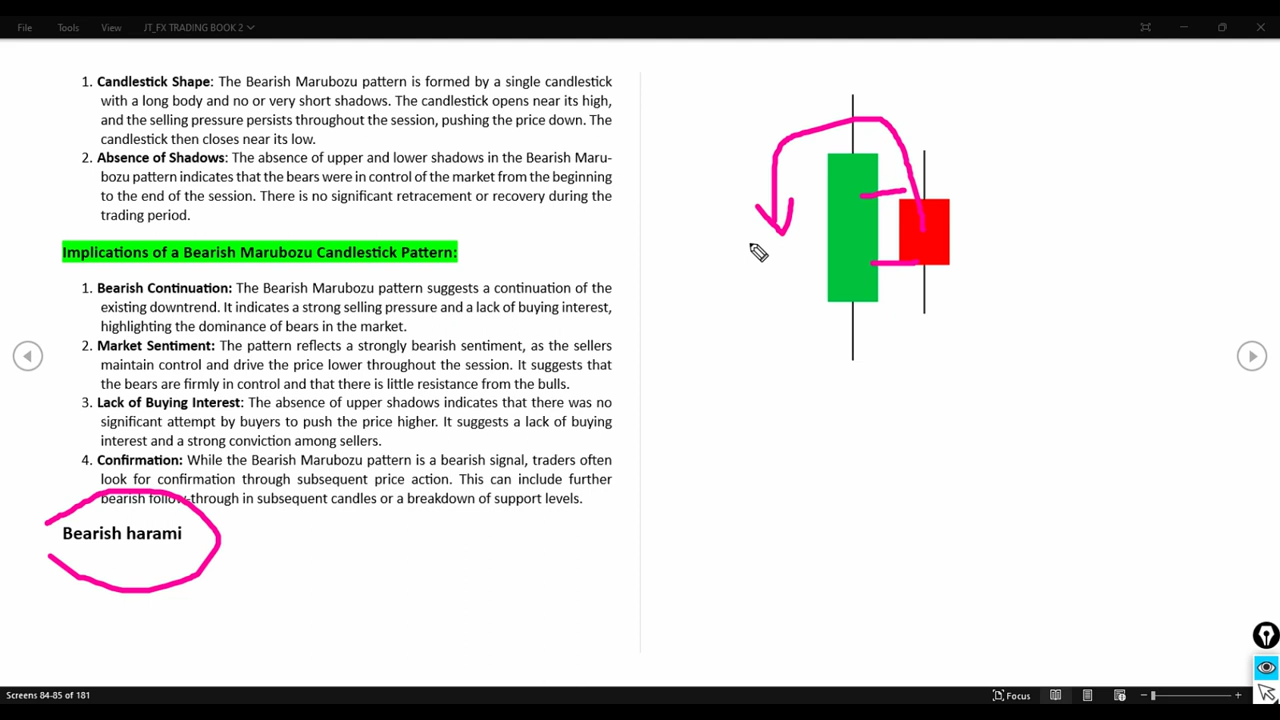 File Tools View JT_FX TRADING BOOK 2
1. Candlestick Shape: The Bearish Marubozu pattern is formed by a single candlestick
with a long body and no or very short shadows. The candlestick opens near its high,
and the selling pressure persists throughout the session, pushing the price down. The
candlestick then closes near its low.
2. Absence of Shadows: The absence of upper and lower shadows in the Bearish Maru-
bozu pattern indicates that the bears were in control of the market from the beginning
to the end of the session. There is no significant retracement or recovery during the
trading period.
Implications of a Bearish Marubozu Candlestick Pattern:
1. Bearish Continuation: The Bearish Marubozu pattern suggests a continuation of the
existing downtrend. It indicates a strong selling pressure and a lack of buying interest,
highlighting the dominance of bears in the market.
2. Market Sentiment: The pattern reflects a strongly bearish sentiment, as the sellers
maintain control and drive the price lower throughout the session. It suggests that
the bears are firmly in control and that there is little resistance from the bulls.
3. Lack of Buying Interest: The absence of upper shadows indicates that there was no
significant attempt by buyers to push the price higher. It suggests a lack of buying
interest and a strong conviction among sellers.
4. Confirmation: While the Bearish Marubozu pattern is a bearish signal, traders often
look for confirmation through subsequent price action. This can include further
bearish follow-through in subsequent candles or a breakdown of support levels.
Bearish harami
Screens 84-85 of 181 Focus